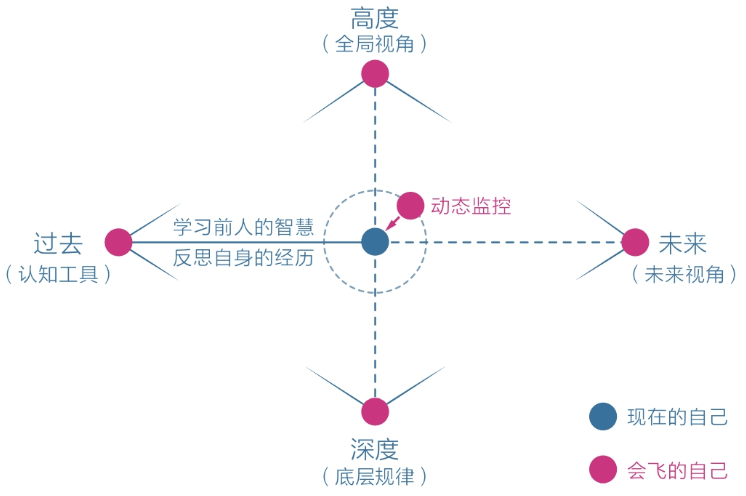 高度
（全局视角）
动态监控
学习前人的智慧
过去
未来
反思自身的经历
（认知工具）
（未来视角）
现在的自己
深度
会飞的自己
（底层规律）